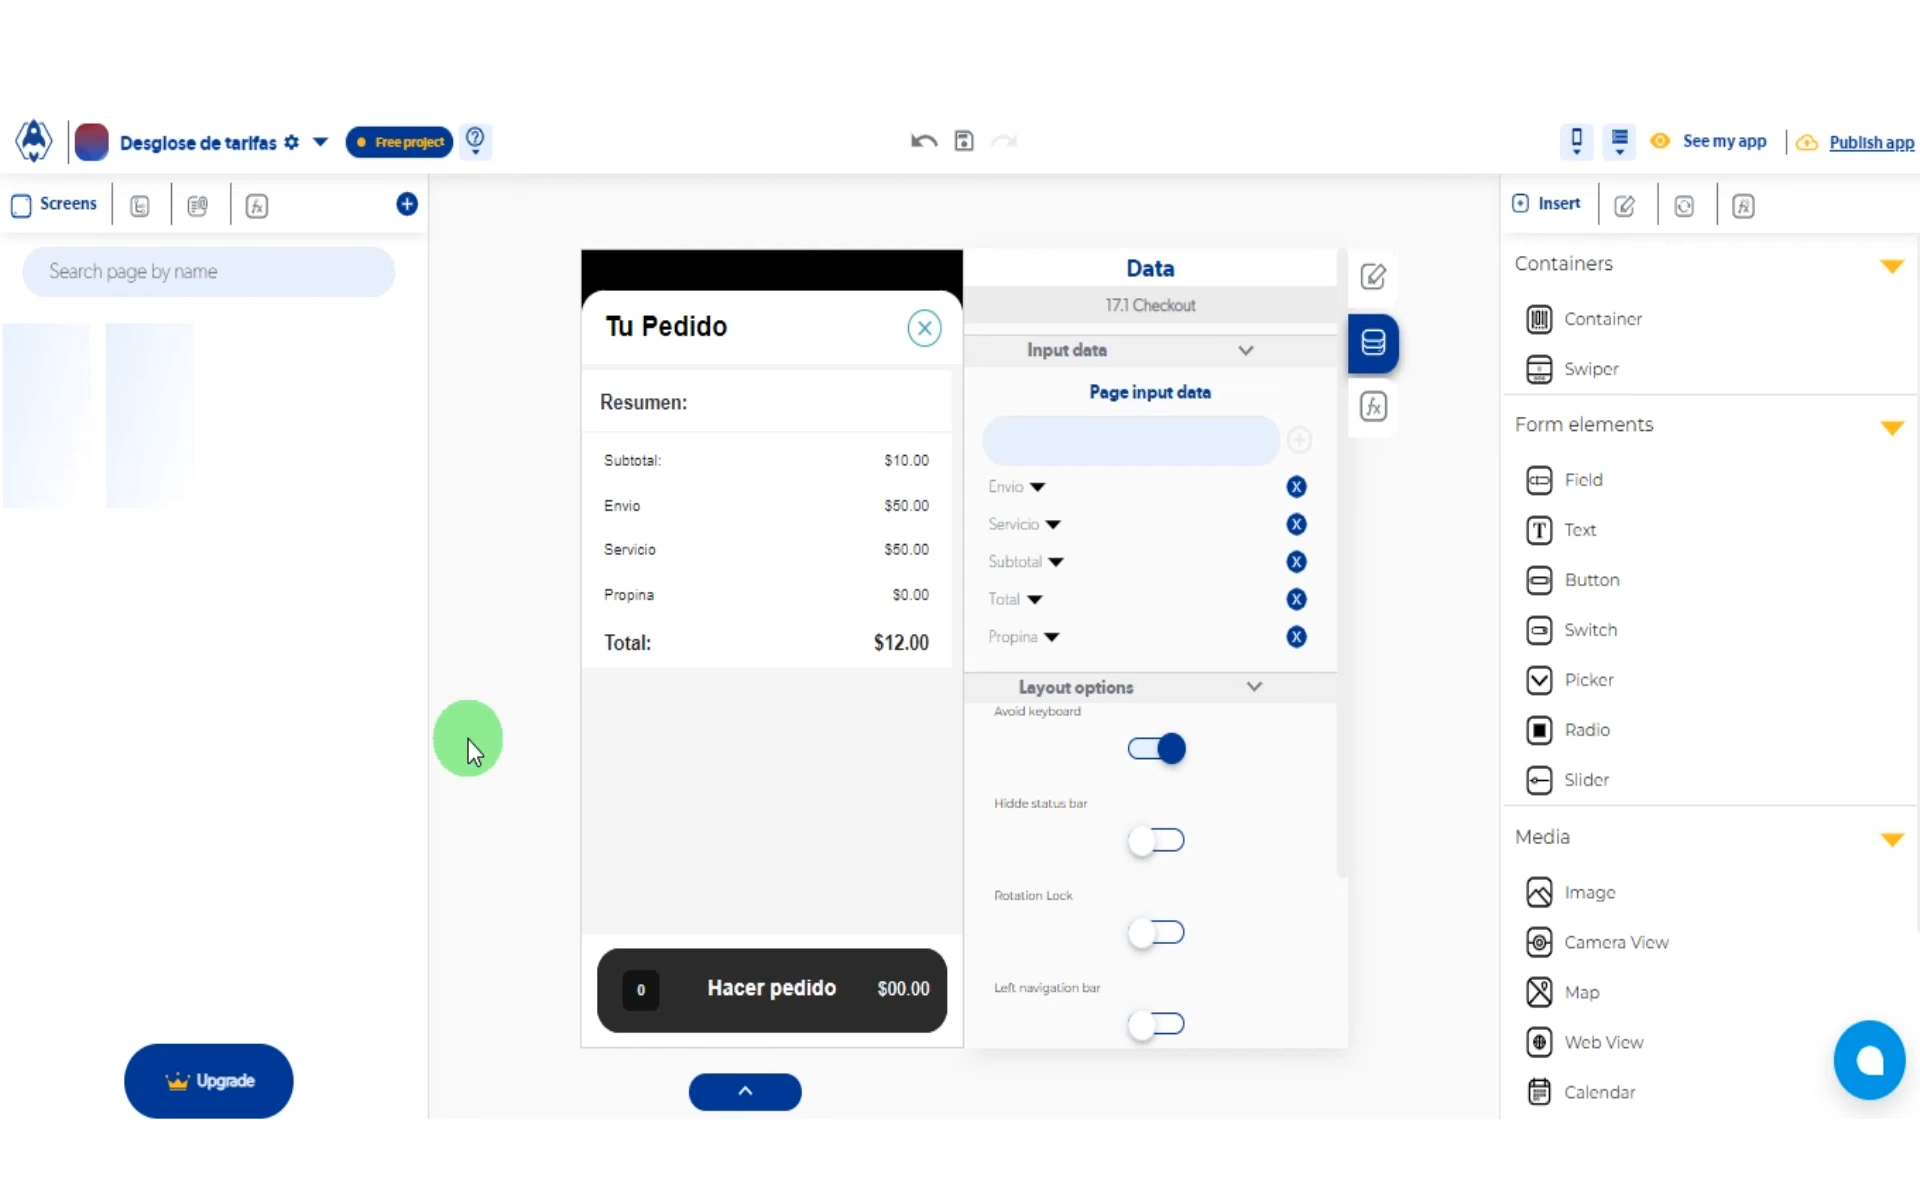 Desglose de tarifas
Free project
See my app
Publish app
Screens
Insert
Search page by name
Tu Pedido
Resumen:
Subtotal: $10.00
Envio $50.00
Servicio $50.00
Propina $0.00
Total: $12.00
0 Hacer pedido $00.00
Data
17.1 Checkout
Input data
Page input data
Envio
Servicio
Subtotal
Total
Propina
Layout options
Avoid keyboard
Hidde status bar
Rotation Lock
Left navigation bar
Containers
Container
Swiper
Form elements
Field
Text
Button
Switch
Picker
Radio
Slider
Media
Image
Camera View
Map
Web View
Calendar
Upgrade